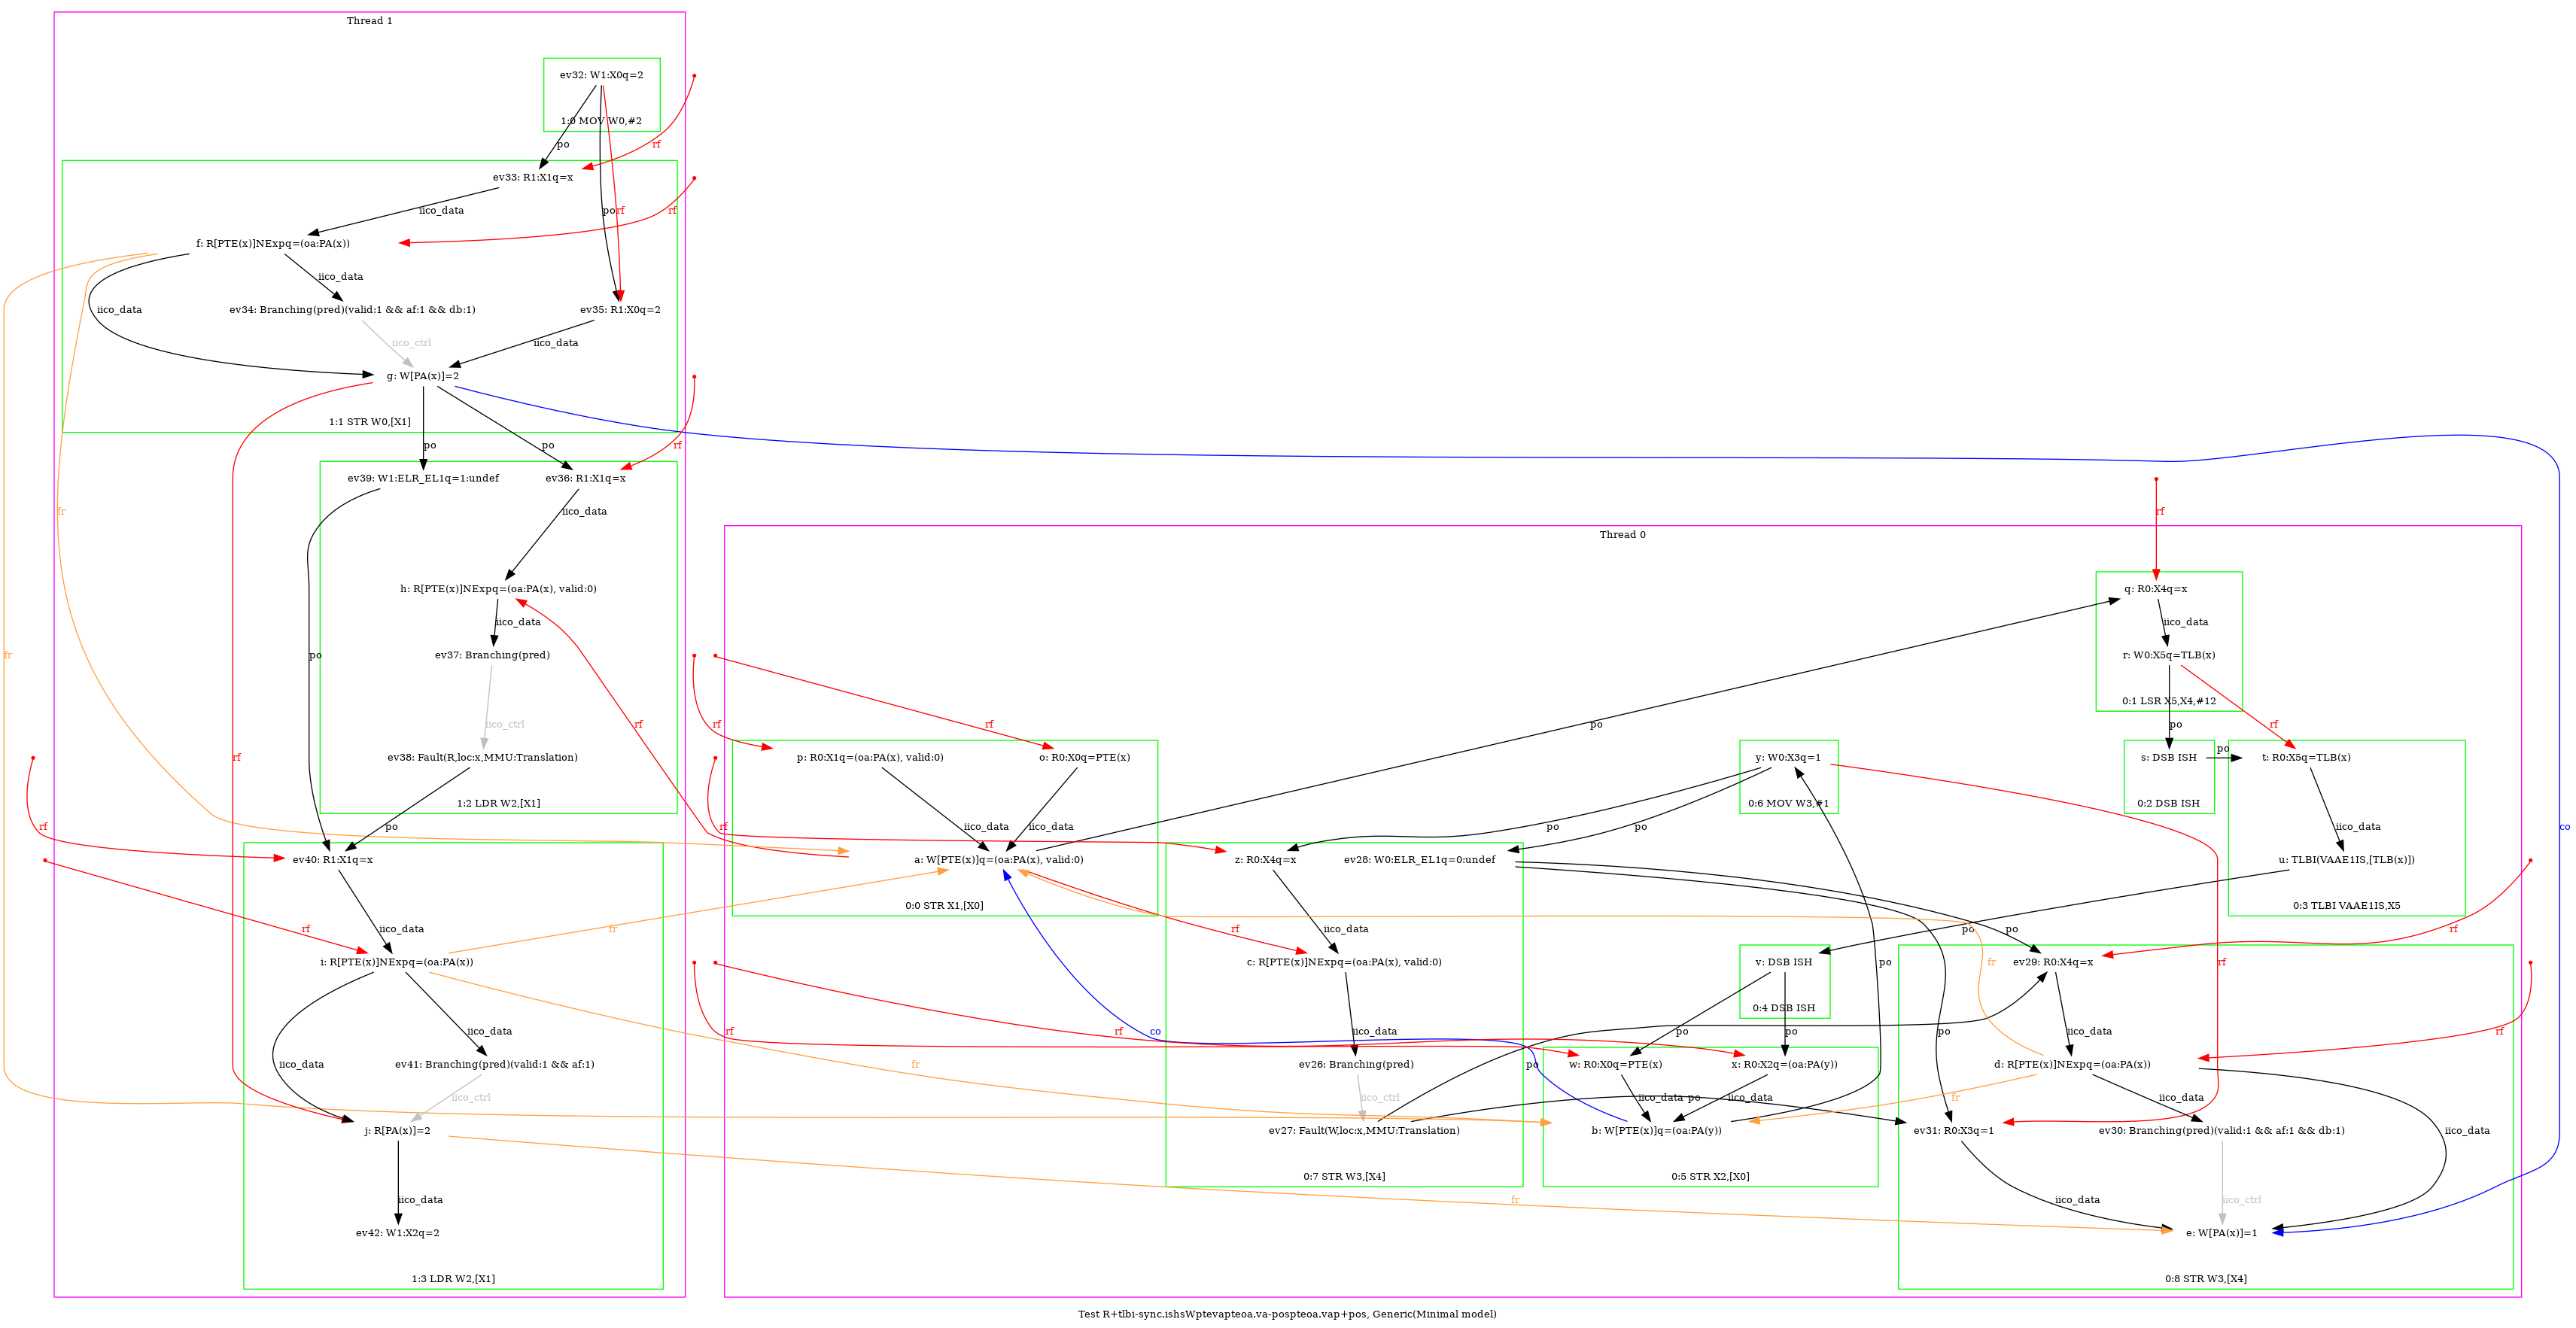 Thread 1
ev32: W1:X0q=2
1:0 MOV W0,#2
po
rf
ev33: R1:X1q=x
po
rf
iico_data
rf
f: R[PTE(x)]NExpq=(oa:PA(x))
iico_data
iico_data
ev34: Branching(pred)(valid:1 && af:1 && db:1)
ev35: R1:X0q=2
iico_ctrl
iico_data
g: W[PA(x)]=2
1:1 STR W0,[X1]
po
po
rf
ev39: W1:ELR_EL1q=1:undef
ev36: R1:X1q=x
fr
iico_data
rf
Thread 0
h: R[PTE(x)]NExpq=(oa:PA(x), valid:0)
q: R0:X4q=x
iico_data
iico_data
fr
po
ev37: Branching(pred)
r: W0:X5q=TLB(x)
0:1 LSR X5,X4,#12
iico_ctrl
rf
rf
rf
rf
po
po
rf
ev38: Fault(R,loc:x,MMU:Translation)
p: R0:X1q=(oa:PA(x), valid:0)
o: R0:X0q=PTE(x)
y: W0:X3q=1
s: DSB ISH
po
t: R0:X5q=TLB(x)
1:2 LDR W2,[X1]
0:6 MOV W3,#1
0:2 DSB ISH
rf
po
rf
iico_data
iico_data
po
po
iico_data
co
ev40: R1:X1q=x
a: W[PTE(x)]q=(oa:PA(x), valid:0)
z: R0:X4q=x
ev28: W0:ELR_EL1q=0:undef
u: TLBI(VAAE1IS,[TLB(x)])
0:0 STR X1,[X0]
0:3 TLBI VAAE1IS,X5
rf
iico_data
fr
rf
iico_data
po
po
rf
i: R[PTE(x)]NExpq=(oa:PA(x))
c: R[PTE(x)]NExpq=(oa:PA(x), valid:0)
v: DSB ISH
po
fr
ev29: R0:X4q=x
rf
0:4 DSB ISH
iico_data
iico_data
rf
co
rf
iico_data
po
po
po
iico_data
rf
fr
ev41: Branching(pred)(valid:1 && af:1)
ev26: Branching(pred)
po
w: R0:X0q=PTE(x)
x: R0:X2q=(oa:PA(y))
d: R[PTE(x)]NExpq=(oa:PA(x))
iico_ctrl
iico_ctrl
iico_data
po
iico_data
fr
iico_data
j: R[PA(x)]=2
ev27: Fault(W,loc:x,MMU:Translation)
b: W[PTE(x)]q=(oa:PA(y))
ev31: R0:X3q=1
ev30: Branching(pred)(valid:1 && af:1 && db:1)
iico_data
0:7 STR W3,[X4]
0:5 STR X2,[X0]
iico_data
fr
iico_data
iico_ctrl
ev42: W1:X2q=2
e: W[PA(x)]=1
1:3 LDR W2,[X1]
0:8 STR W3,[X4]
Test R+tlbi-sync.ishsWptevapteoa.va-pospteoa.vap+pos, Generic(Minimal model)